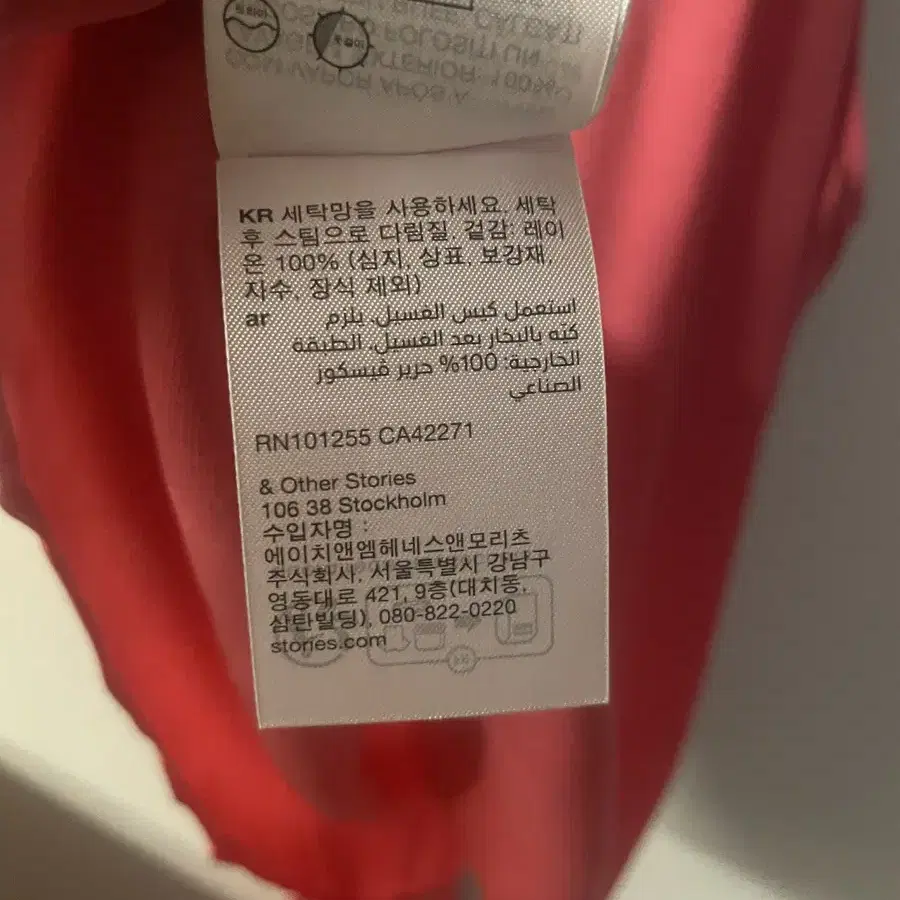 KR 세탁망을 사용하세요. 세탁
후 스팀으로 다림질. 겉감: 레이
온 100% (심지, 상표, 보강재,
자수, 장식 제외)
ar استعمل كيس الغسيل. يلزم
كيه بالبخار بعد الغسيل. الطبقة
الخارجية: 100% حرير فيسكوز
الصناعي
RN101255 CA42271
& Other Stories
106 38 Stockholm
수입자명 :
에이치앤엠헤네스앤모리츠
주식회사, 서울특별시 강남구
영동대로 421, 9층(대치동,
삼탄빌딩), 080-822-0220
stories.com